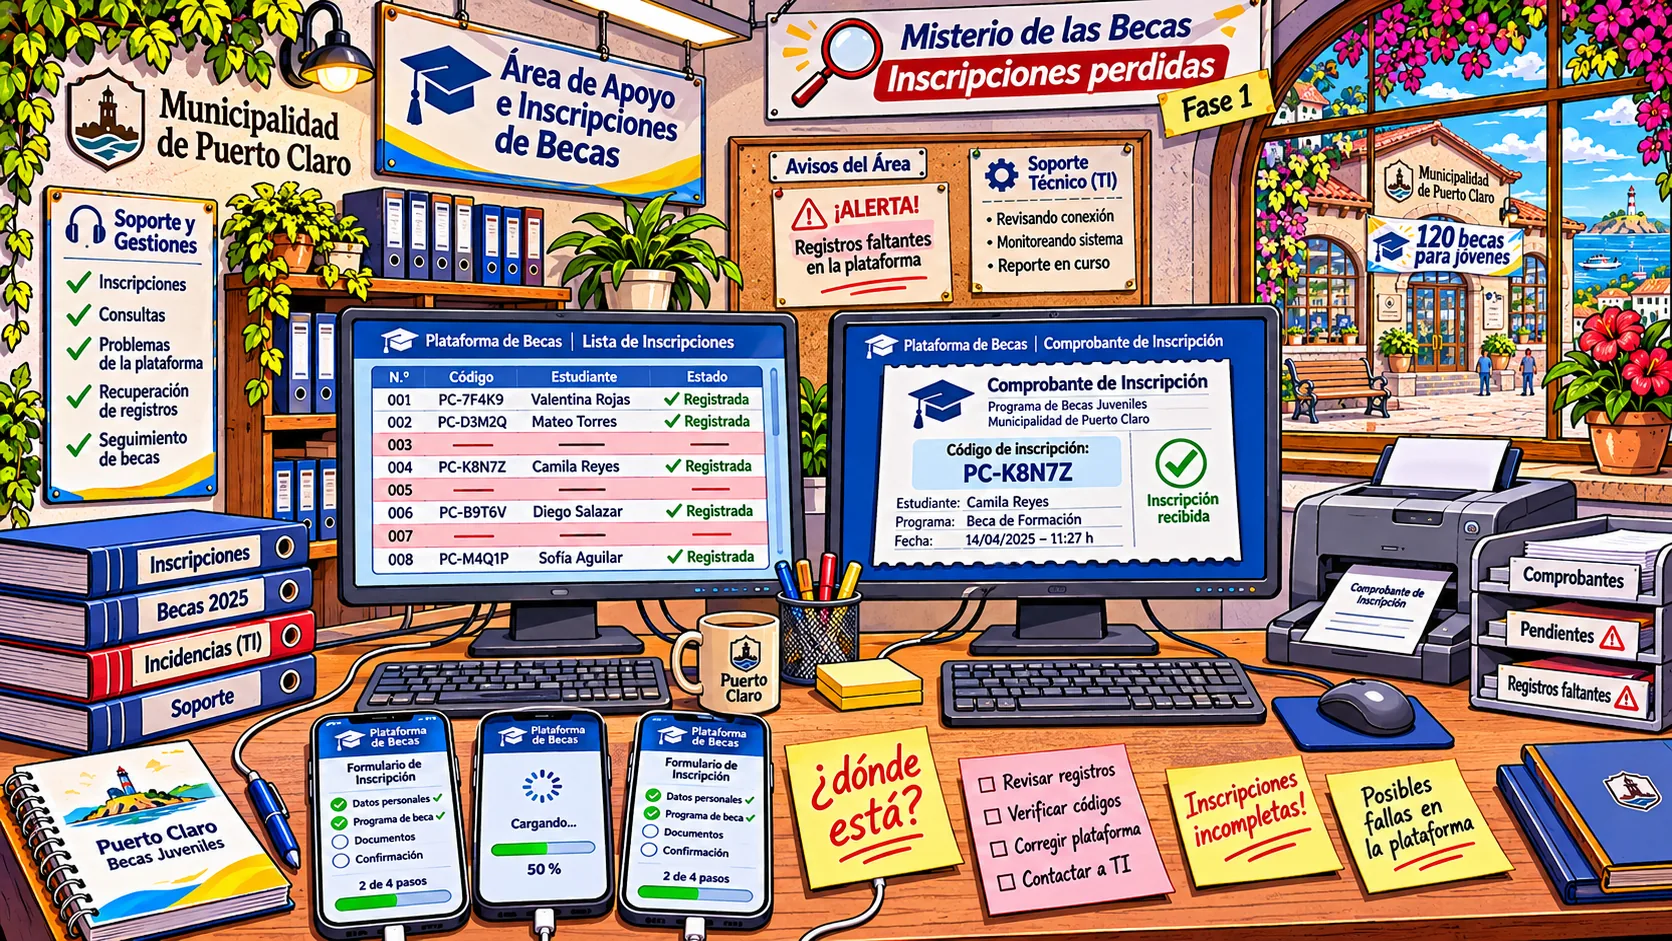 Municipalidad
de Puerto Claro
Área de Apoyo
e Inscripciones
de Becas
Misterio de las Becas
Inscripciones perdidas
Fase 1
Soporte y
Gestiones
Inscripciones
Consultas
Problemas
de la plataforma
Recuperación
de registros
Seguimiento
de becas
Avisos del Área
¡ALERTA!
Registros faltantes
en la plataforma
Soporte
Técnico (TI)
• Revisando conexión
• Monitoreando sistema
• Reporte en curso
Municipalidad
de Puerto Claro
120 becas
para jóvenes
Plataforma de Becas | Lista de Inscripciones
N.º Código Estudiante Estado
001 PC-7F4K9 Valentina Rojas ✓ Registrada
002 PC-D3M2Q Mateo Torres ✓ Registrada
003 — — —
004 PC-K8N7Z Camila Reyes ✓ Registrada
005 — — —
006 PC-B9T6V Diego Salazar ✓ Registrada
007 — — —
008 PC-M4Q1P Sofía Aguilar ✓ Registrada
Plataforma de Becas | Comprobante de Inscripción
Comprobante de Inscripción
Programa de Becas Juveniles
Municipalidad de Puerto Claro
Código de inscripción:
PC-K8N7Z
Estudiante: Camila Reyes
Programa: Beca de Formación
Fecha: 14/04/2025 – 11:27 h
Inscripción
recibida
Inscripciones
Becas 2025
Incidencias (TI)
Soporte
Puerto
Claro
Comprobante de
Inscripción
Comprobantes
Pendientes
Registros faltantes
Puerto Claro
Becas Juveniles
Plataforma
de Becas
Formulario de
Inscripción
Datos personales ✓
Programa de beca ✓
Documentos
Confirmación
2 de 4 pasos
Plataforma
de Becas
Cargando...
50 %
Plataforma
de Becas
Formulario de
Inscripción
Datos personales ✓
Programa de beca ✓
Documentos
Confirmación
2 de 4 pasos
¿dónde
está?
Revisar registros
Verificar códigos
Corregir plataforma
Contactar a TI
Inscripciones
incompletas!
Posibles
fallas en
la plataforma